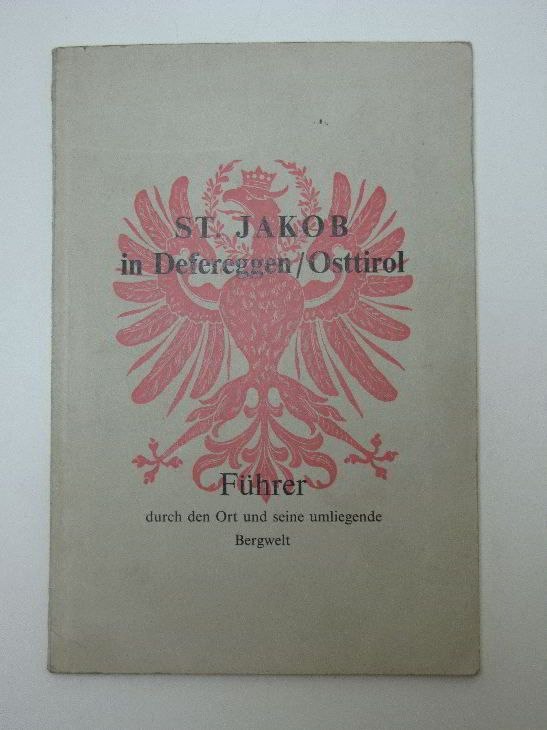 ST. JAKOB
in Defereggen/Osttirol
Führer
durch den Ort und seine umliegende
Bergwelt